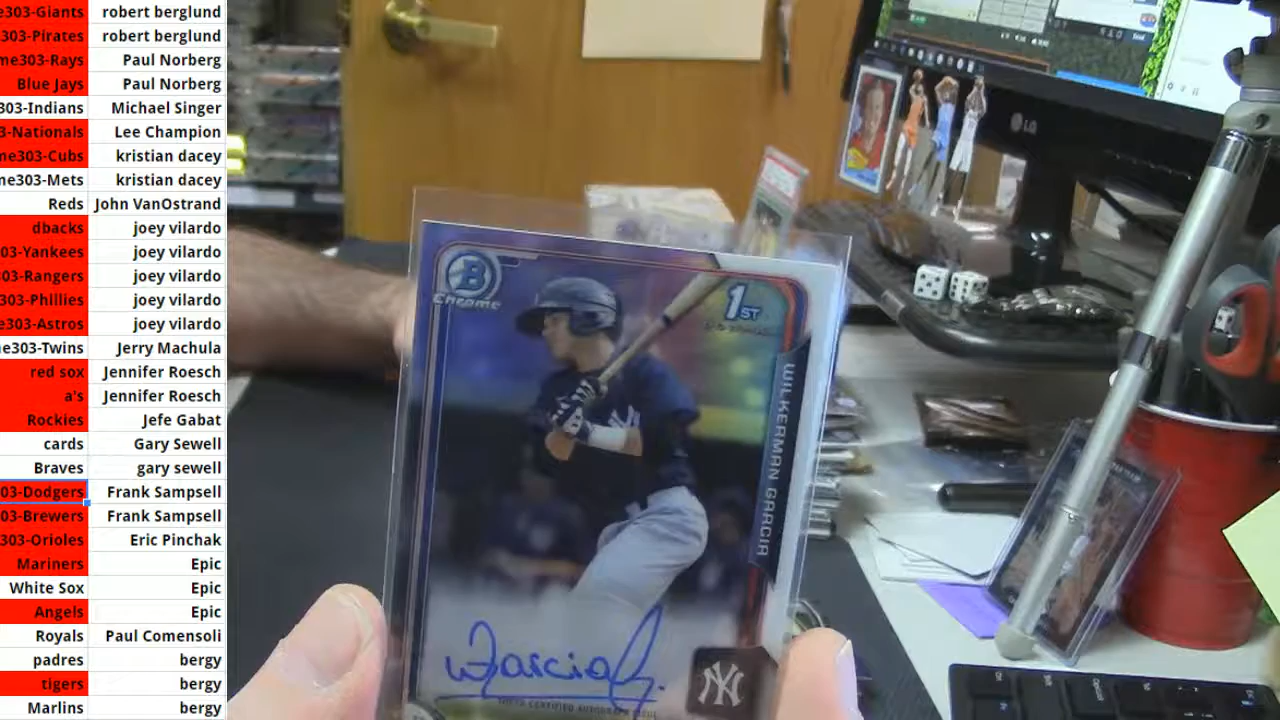 e303-Giants robert berglund
303-Pirates robert berglund
ne303-Rays Paul Norberg
Blue Jays Paul Norberg
303-Indians Michael Singer
3-Nationals Lee Champion
ne303-Cubs kristian dacey
me303-Mets kristian dacey
Reds John VanOstrand
dbacks joey vilardo
03-Yankees joey vilardo
03-Rangers joey vilardo
303-Phillies joey vilardo
e303-Astros joey vilardo
e303-Twins Jerry Machula
red sox Jennifer Roesch
a's Jennifer Roesch
Rockies Jefe Gabat
cards Gary Sewell
Braves gary sewell
03-Dodgers Frank Sampsell
03-Brewers Frank Sampsell
303-Orioles Eric Pinchak
Mariners Epic
White Sox Epic
Angels Epic
Royals Paul Comensoli
padres bergy
tigers bergy
Marlins bergy
B
Chrome
1ST
WILKERMAN GARCIA
WGarcia
NY
LG